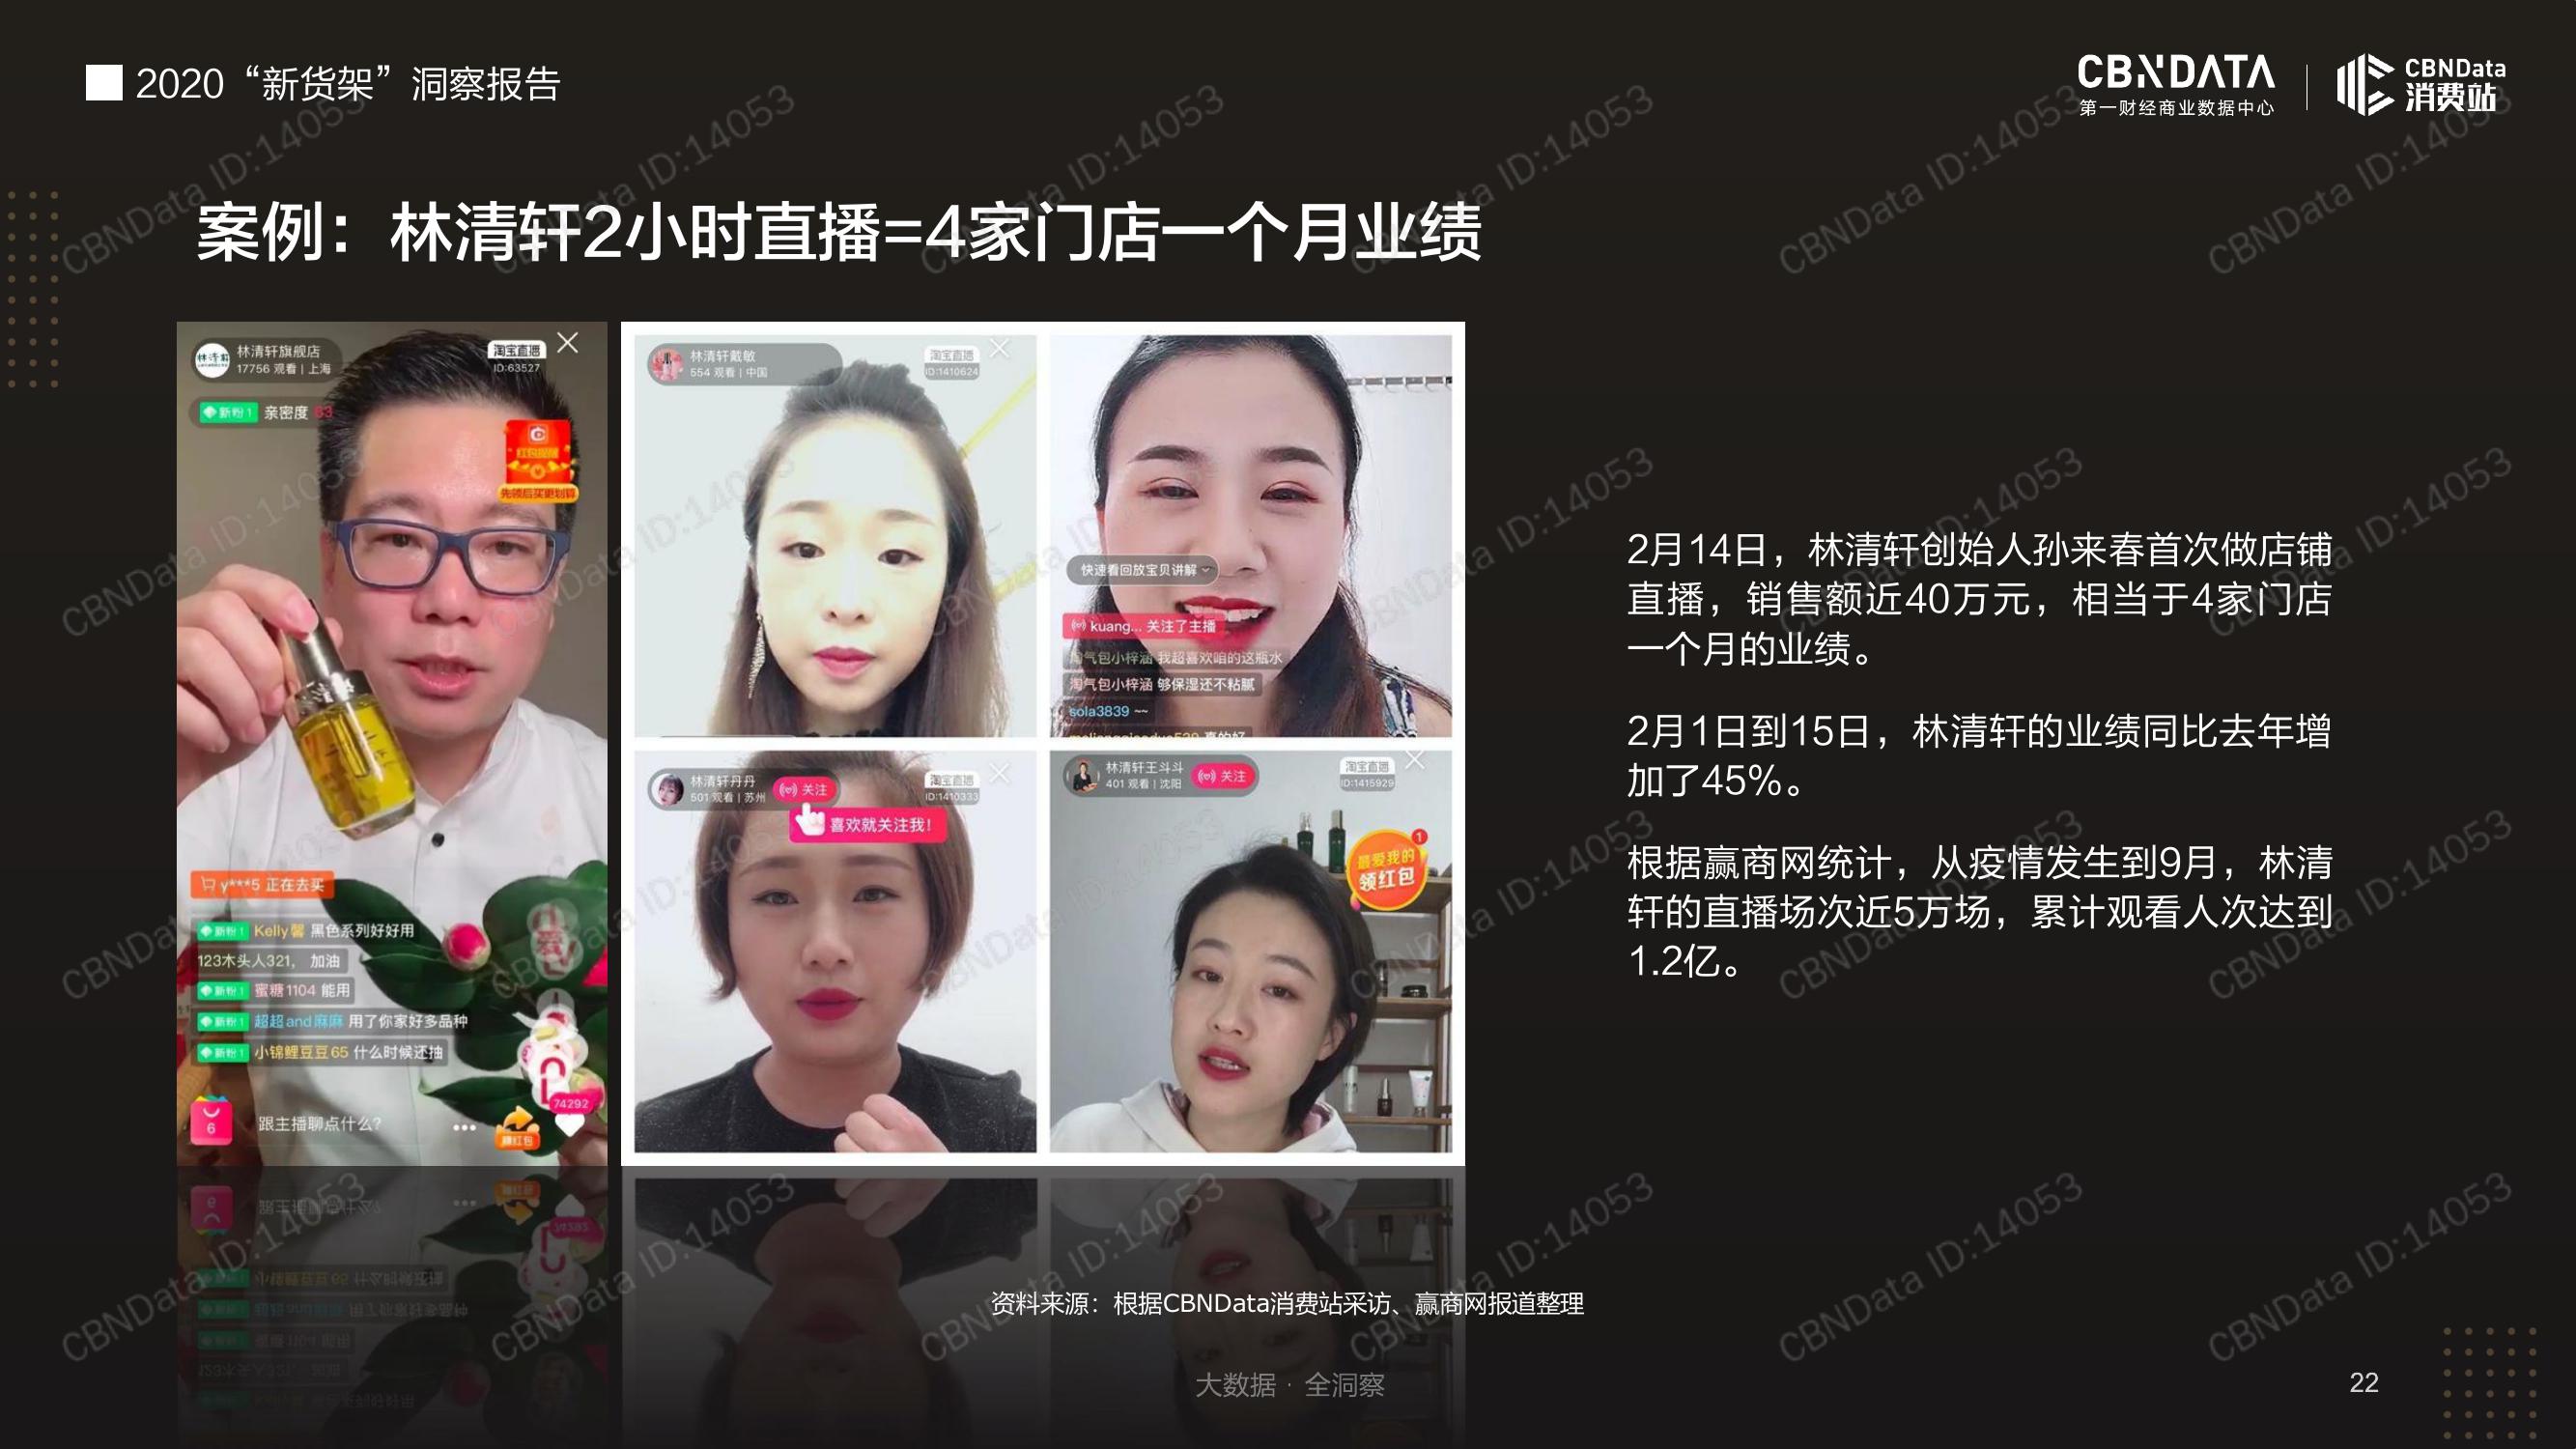 2020“新货架”洞察报告
CBNDATA
第一财经商业数据中心
CBNData
消费站
案例：林清轩2小时直播=4家门店一个月业绩
林清轩旗舰店
17756 观看 | 上海
淘宝直播
ID:63527
新粉1 亲密度 63
先领后买更划算
y***5 正在去买
新粉1 Kelly馨 黑色系列好好用
123木头人321， 加油
新粉1 蜜糖1104 能用
新粉1 超超and麻麻 用了你家好多品种
新粉1 小锦鲤豆豆65 什么时候还抽
6
跟主播聊点什么？
74292
林清轩戴敏
554 观看 | 中国
淘宝直播
ID:1410624
快速看回放宝贝讲解
kuang... 关注了主播
淘气包小梓涵 我超喜欢咱的这瓶水
淘气包小梓涵 够保湿还不粘腻
sola3839 ~~
林清轩丹丹
501 观看 | 苏州
关注
淘宝直播
ID:1410333
喜欢就关注我！
林清轩王斗斗
401 观看 | 沈阳
关注
淘宝直播
ID:1415929
1
最爱我的
领红包
2月14日，林清轩创始人孙来春首次做店铺
直播，销售额近40万元，相当于4家门店
一个月的业绩。
2月1日到15日，林清轩的业绩同比去年增
加了45%。
根据赢商网统计，从疫情发生到9月，林清
轩的直播场次近5万场，累计观看人次达到
1.2亿。
资料来源：根据CBNData消费站采访、赢商网报道整理
大数据 · 全洞察
22
CBNData ID:14053